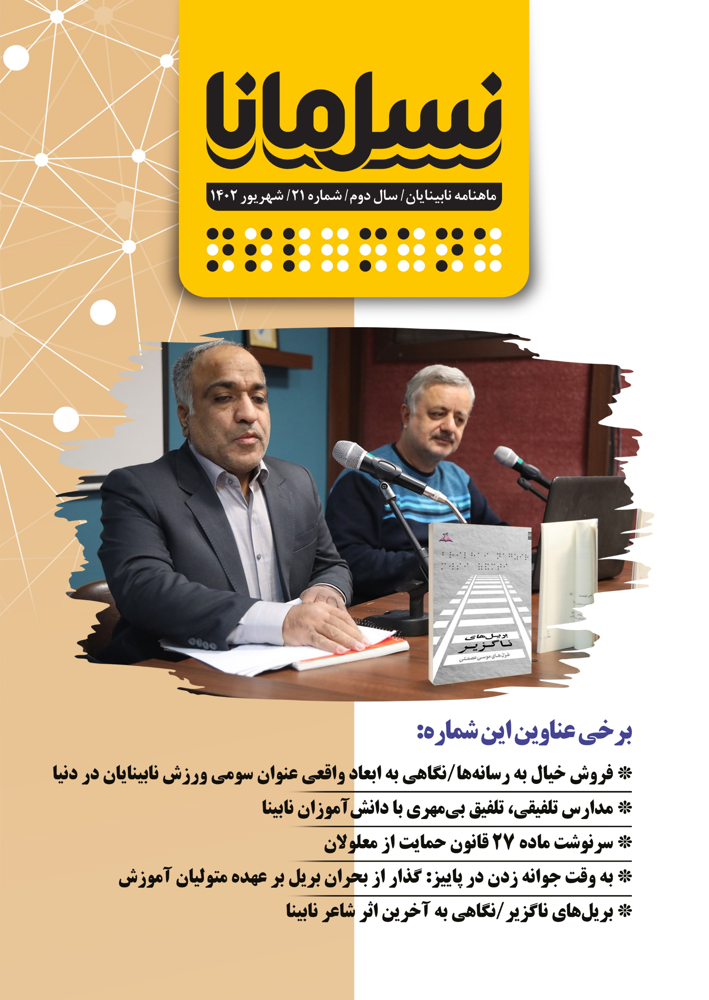 نسل مانا
ماهنامه نابینایان/ سال دوم/ شماره ۲۱/ شهریور ۱۴۰۲
بریل‌های
ناگزیر
غزل‌های موسی عصمتی
برخی عناوین این شماره:
❊ فروش خیال به رسانه‌ها/نگاهی به ابعاد واقعی عنوان سومی ورزش نابینایان در دنیا
❊ مدارس تلفیقی، تلفیق بی‌مهری با دانش‌آموزان نابینا
❊ سرنوشت ماده ۲۷ قانون حمایت از معلولان
❊ به وقت جوانه زدن در پاییز: گذار از بحران بریل بر عهده متولیان آموزش
❊ بریل‌های ناگزیر/نگاهی به آخرین اثر شاعر نابینا